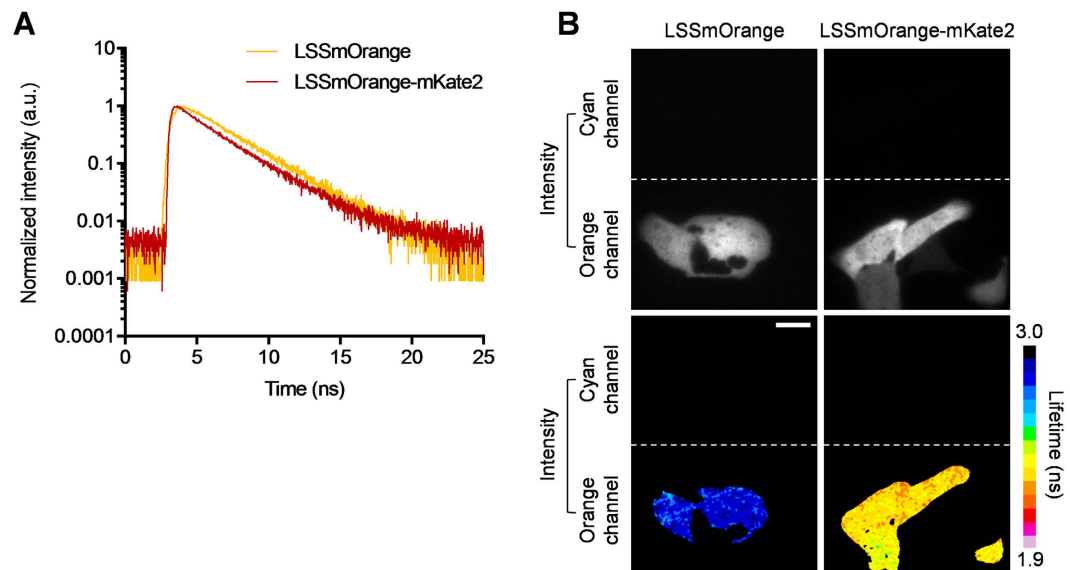 A
LSSmOrange
LSSmOrange-mKate2
Normalized intensity (a.u.)
10
1
0.1
0.01
0.001
0.0001
0
5
10
15
20
25
Time (ns)
B
LSSmOrange
LSSmOrange-mKate2
Intensity
Cyan
channel
Orange
channel
Intensity
Cyan
channel
Orange
channel
3.0
Lifetime (ns)
1.9